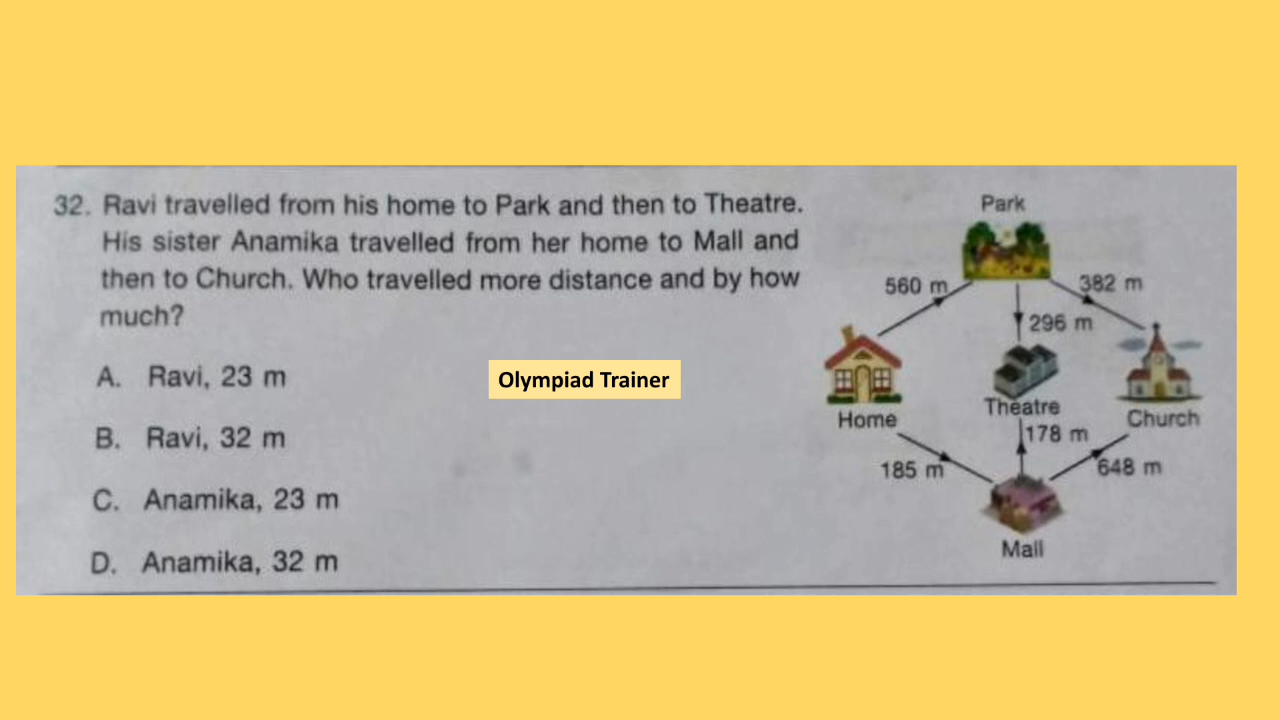 32. Ravi travelled from his home to Park and then to Theatre.
His sister Anamika travelled from her home to Mall and
then to Church. Who travelled more distance and by how
much?
A. Ravi, 23 m
B. Ravi, 32 m
C. Anamika, 23 m
D. Anamika, 32 m
Olympiad Trainer
Park
560 m
382 m
296 m
Home
Theatre
Church
178 m
185 m
648 m
Mall